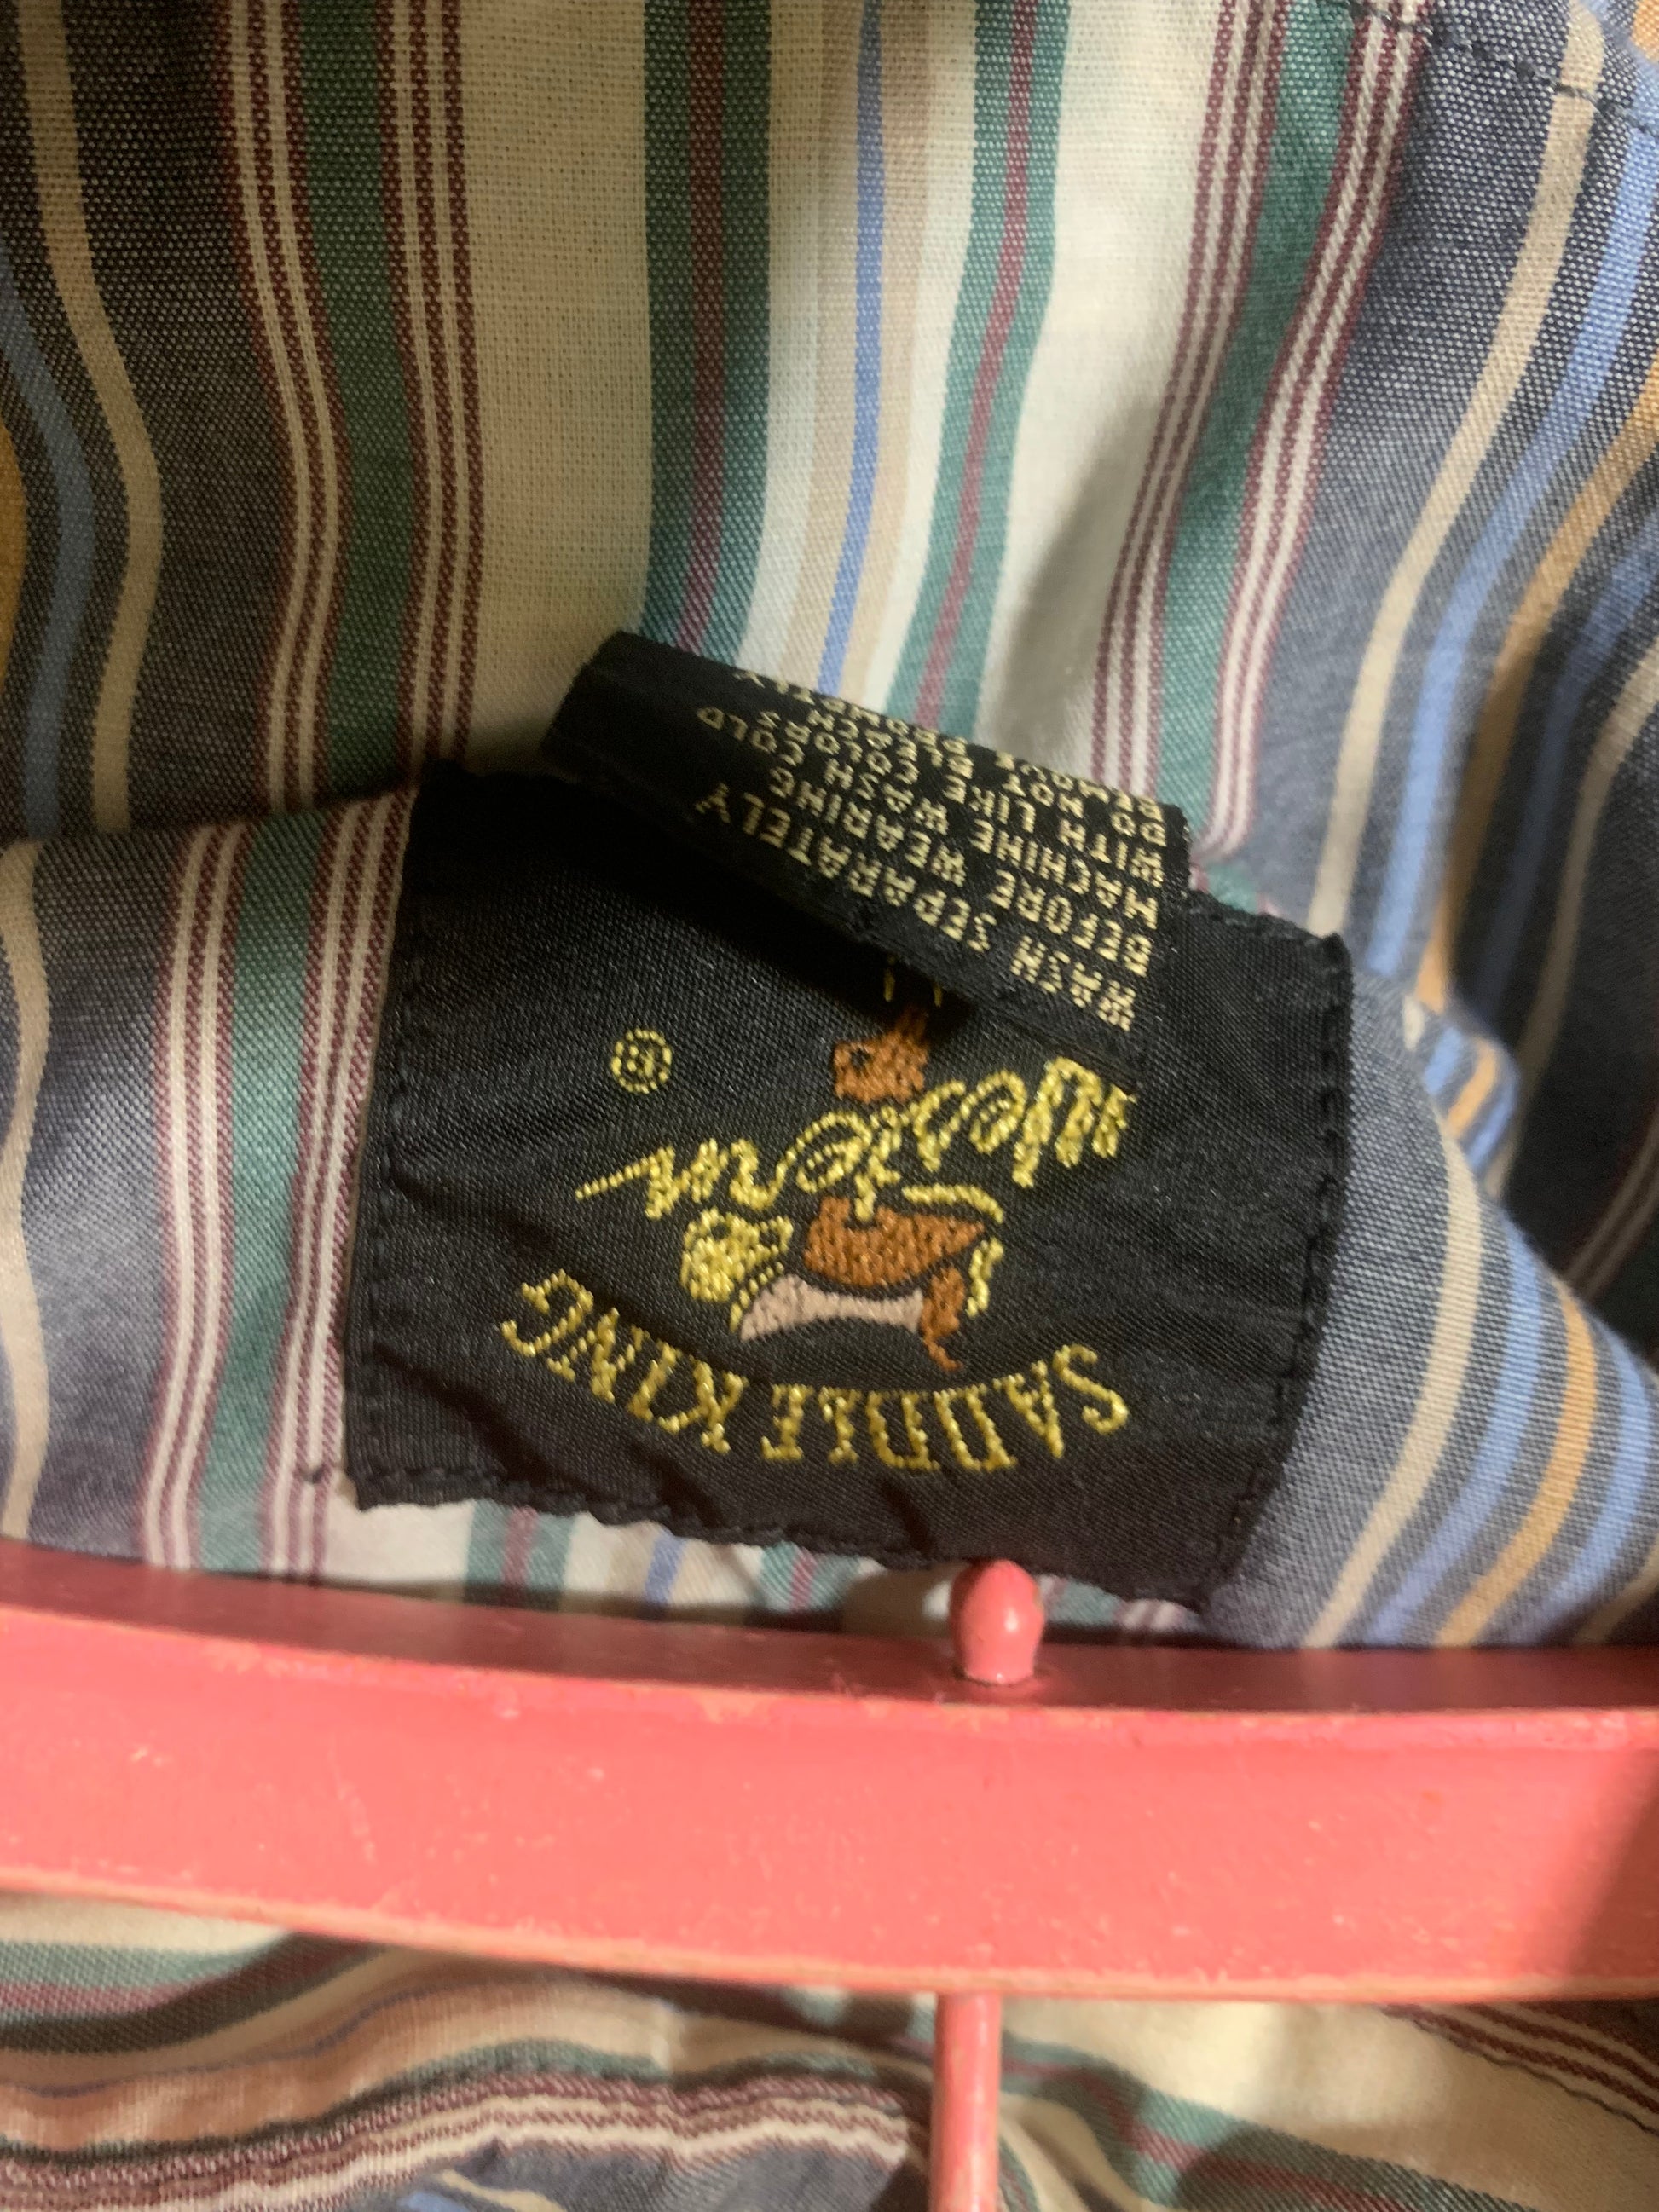 SADDLE KING
Western
®
WASH SEPARATELY
BEFORE WEARING
MACHINE WASH COLD
WITH LIKE COLORS
DO NOT BLEACH